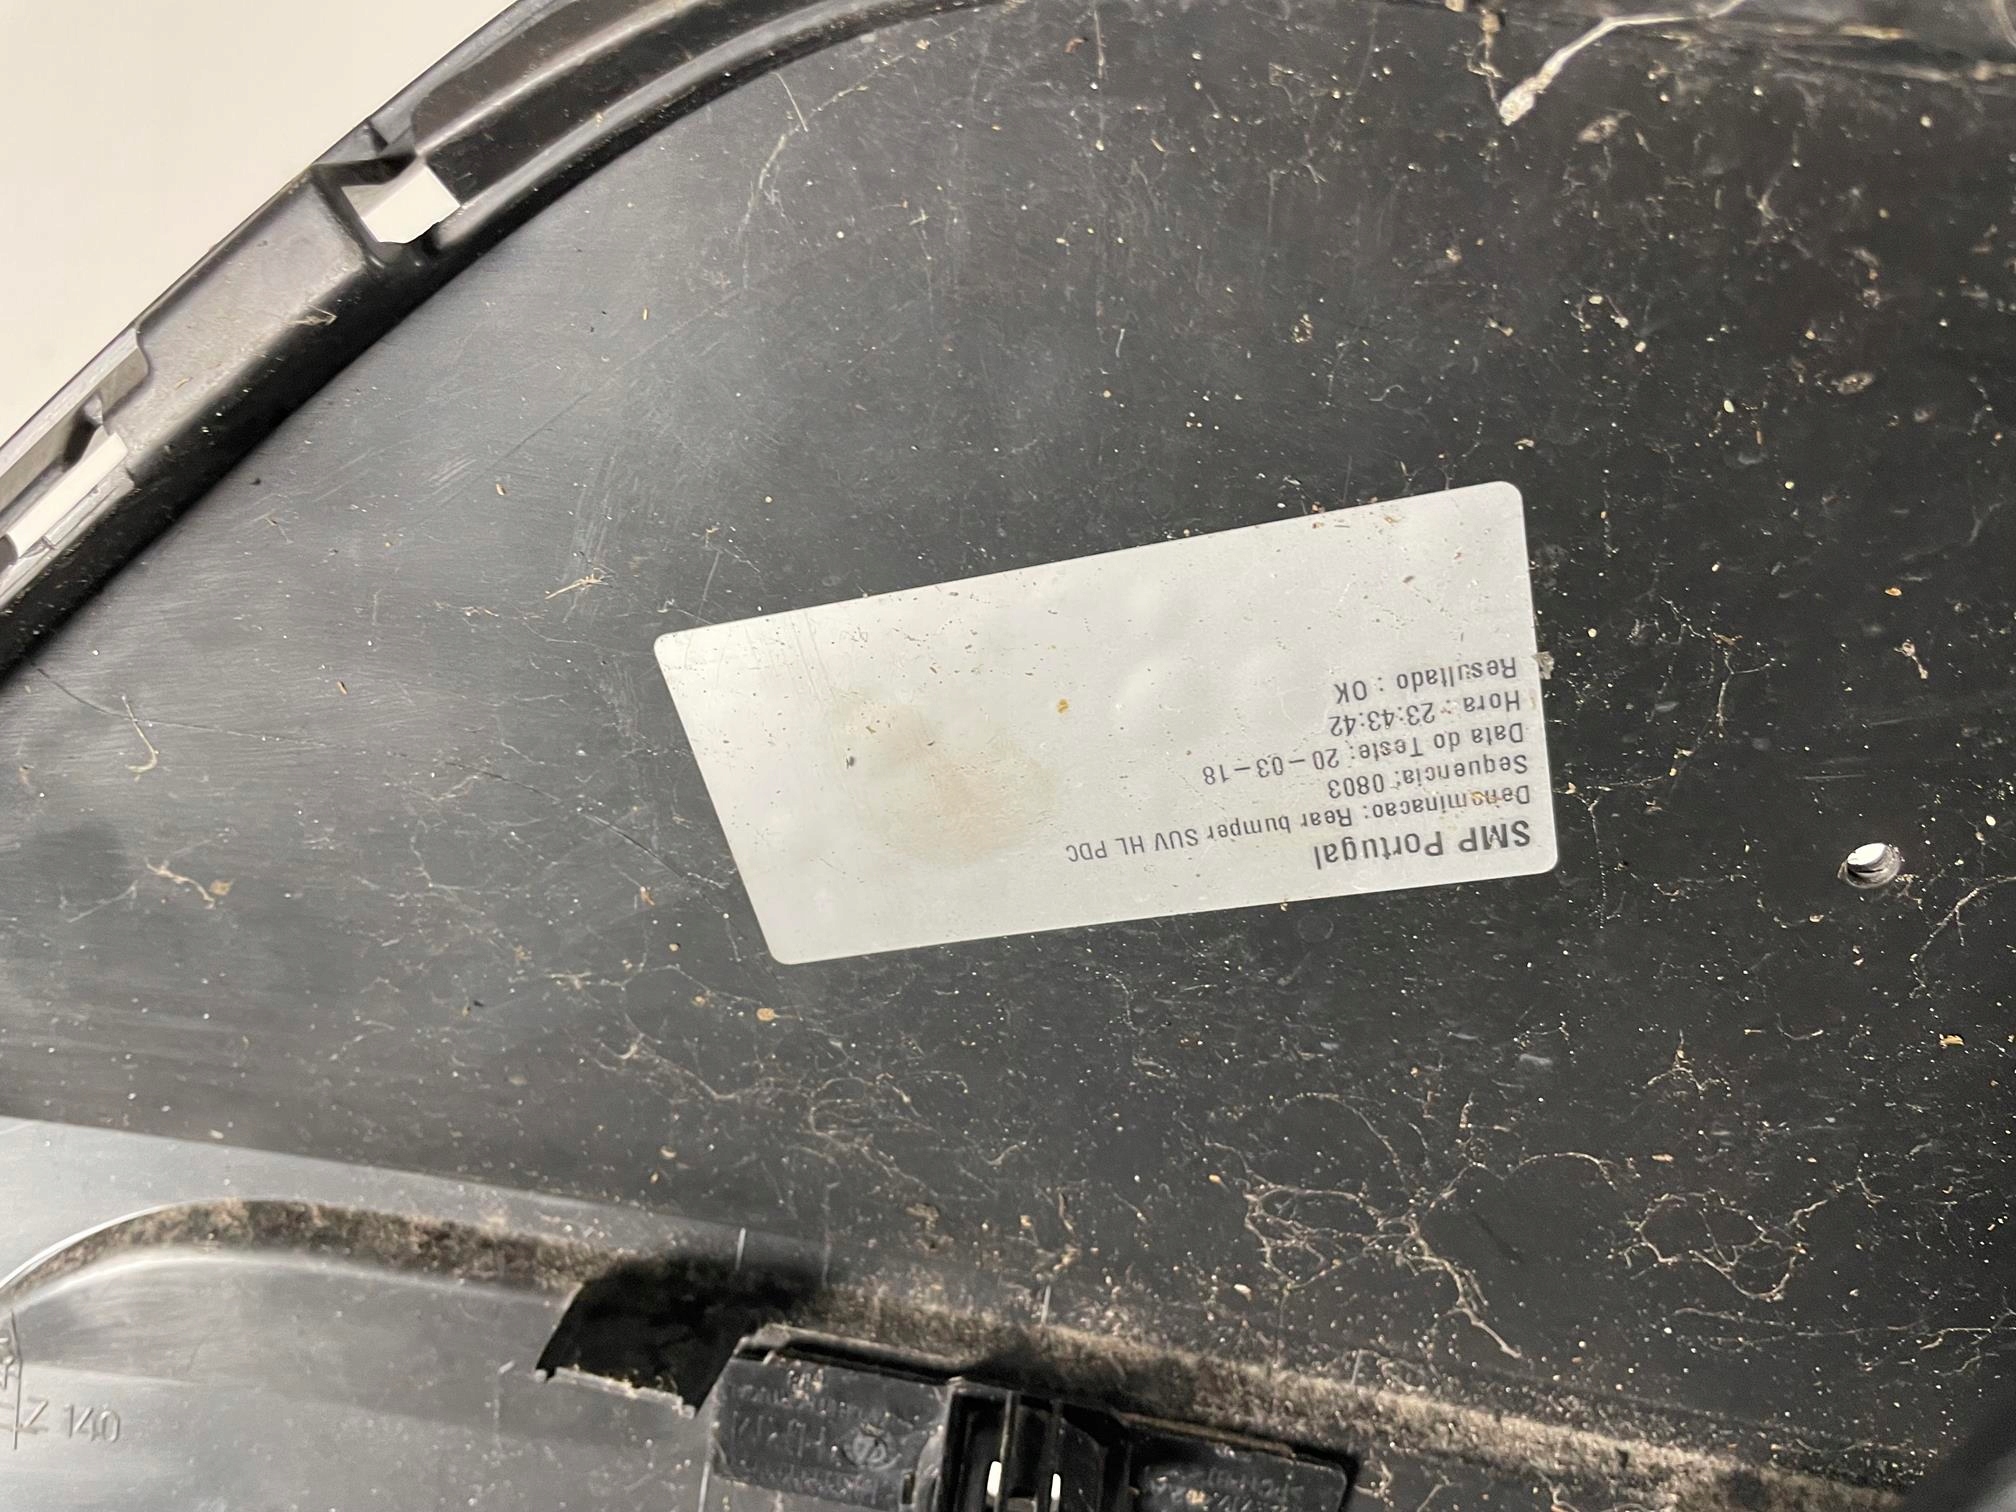 SMP Portugal
Denominacao: Rear bumper SUV HL PDC
Sequencia: 0803
Data do Teste: 20-03-18
Hora : 23:43:42
Resultado : OK
Z 140